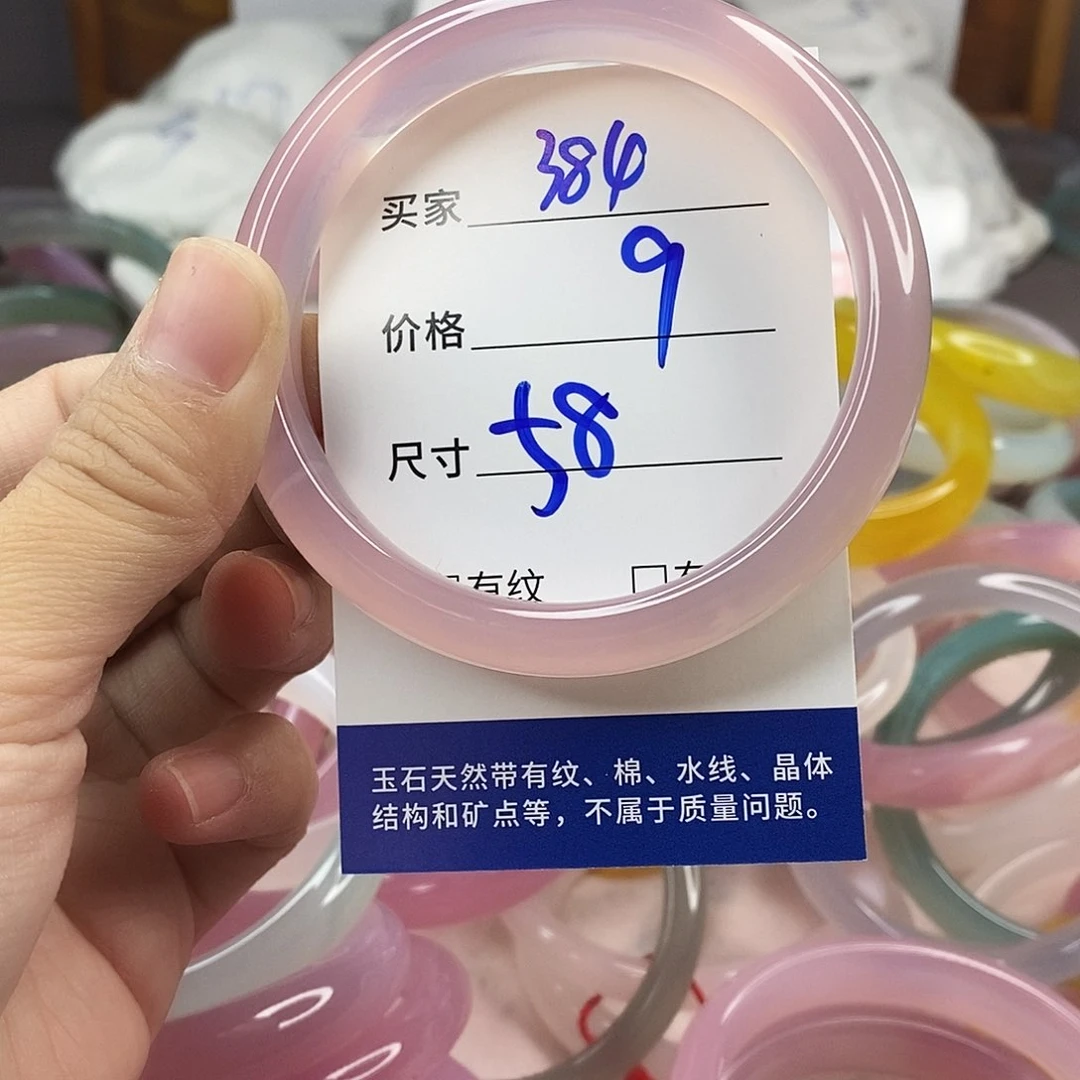 买家 384
价格 9
尺寸 58
有纹
玉石天然带有纹、棉、水线、晶体
结构和矿点等，不属于质量问题。